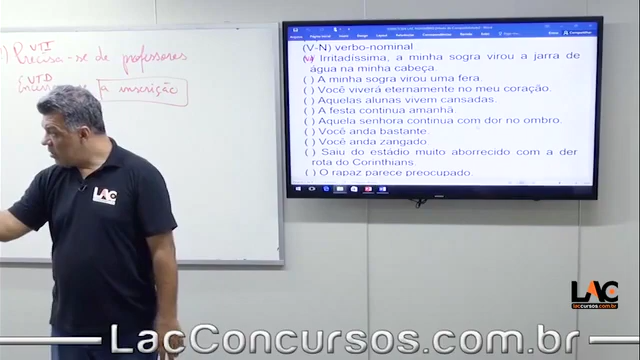 VTI
Precisa-se de professores
VTD
a inscrição
(V-N) verbo-nominal
Irritadíssima, a minha sogra virou a jarra de
água na minha cabeça.
( ) A minha sogra virou uma fera.
( ) Você viverá eternamente no meu coração.
( ) Aquelas alunas vivem cansadas.
( ) A festa continua amanhã.
( ) Aquela senhora continua com dor no ombro.
( ) Você anda bastante.
( ) Você anda zangado
( ) Saiu do estádio muito aborrecido com a der
rota do Corinthians.
( ) O rapaz parece preocupado.
LAC
LAC
laccursos.com.br
LacConcursos.com.br